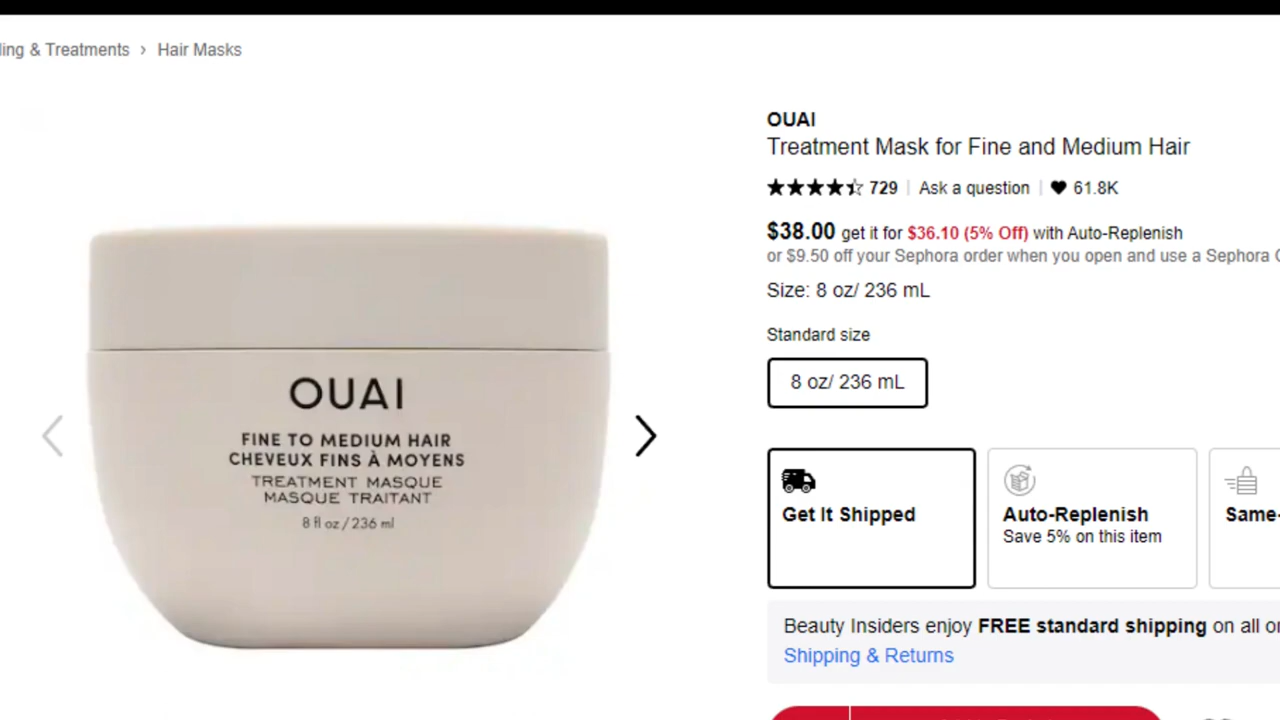 ling & Treatments › Hair Masks
OUAI
Treatment Mask for Fine and Medium Hair
729 | Ask a question | 61.8K
$38.00 get it for $36.10 (5% Off) with Auto-Replenish
or $9.50 off your Sephora order when you open and use a Sephora
Size: 8 oz/ 236 mL
Standard size
8 oz/ 236 mL
Get It Shipped
Auto-Replenish
Save 5% on this item
Same-
Beauty Insiders enjoy FREE standard shipping on all
Shipping & Returns
OUAI
FINE TO MEDIUM HAIR
CHEVEUX FINS À MOYENS
TREATMENT MASQUE
MASQUE TRAITANT
8 fl oz / 236 ml